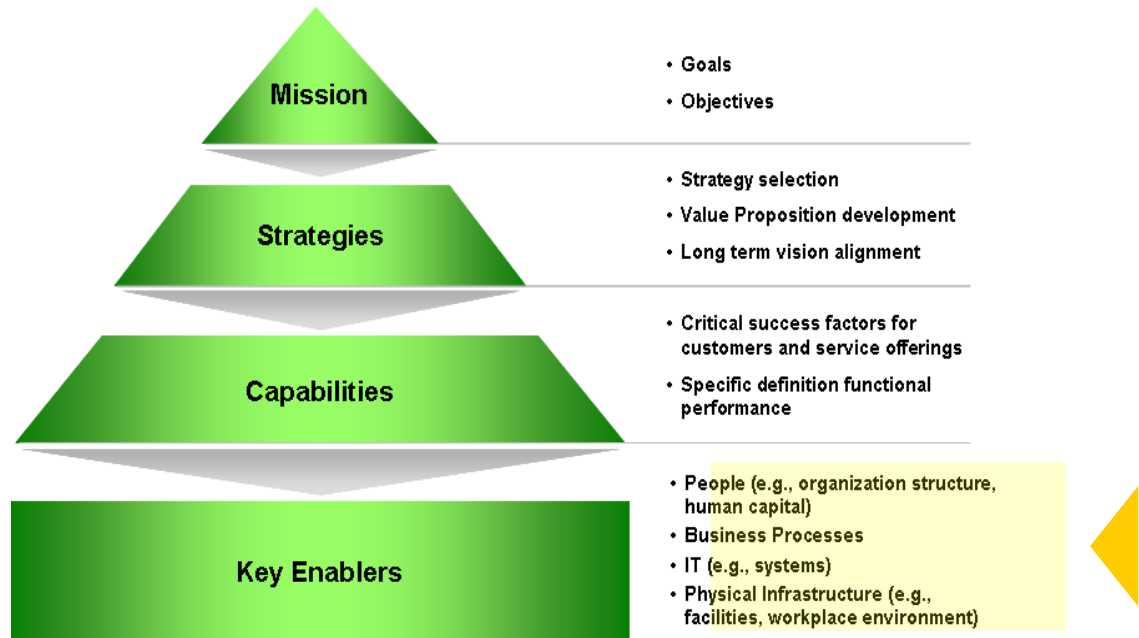 Mission
• Goals
• Objectives
Strategies
• Strategy selection
• Value Proposition development
• Long term vision alignment
Capabilities
• Critical success factors for
customers and service offerings
• Specific definition functional
performance
Key Enablers
• People (e.g., organization structure,
human capital)
• Business Processes
• IT (e.g., systems)
• Physical Infrastructure (e.g.,
facilities, workplace environment)